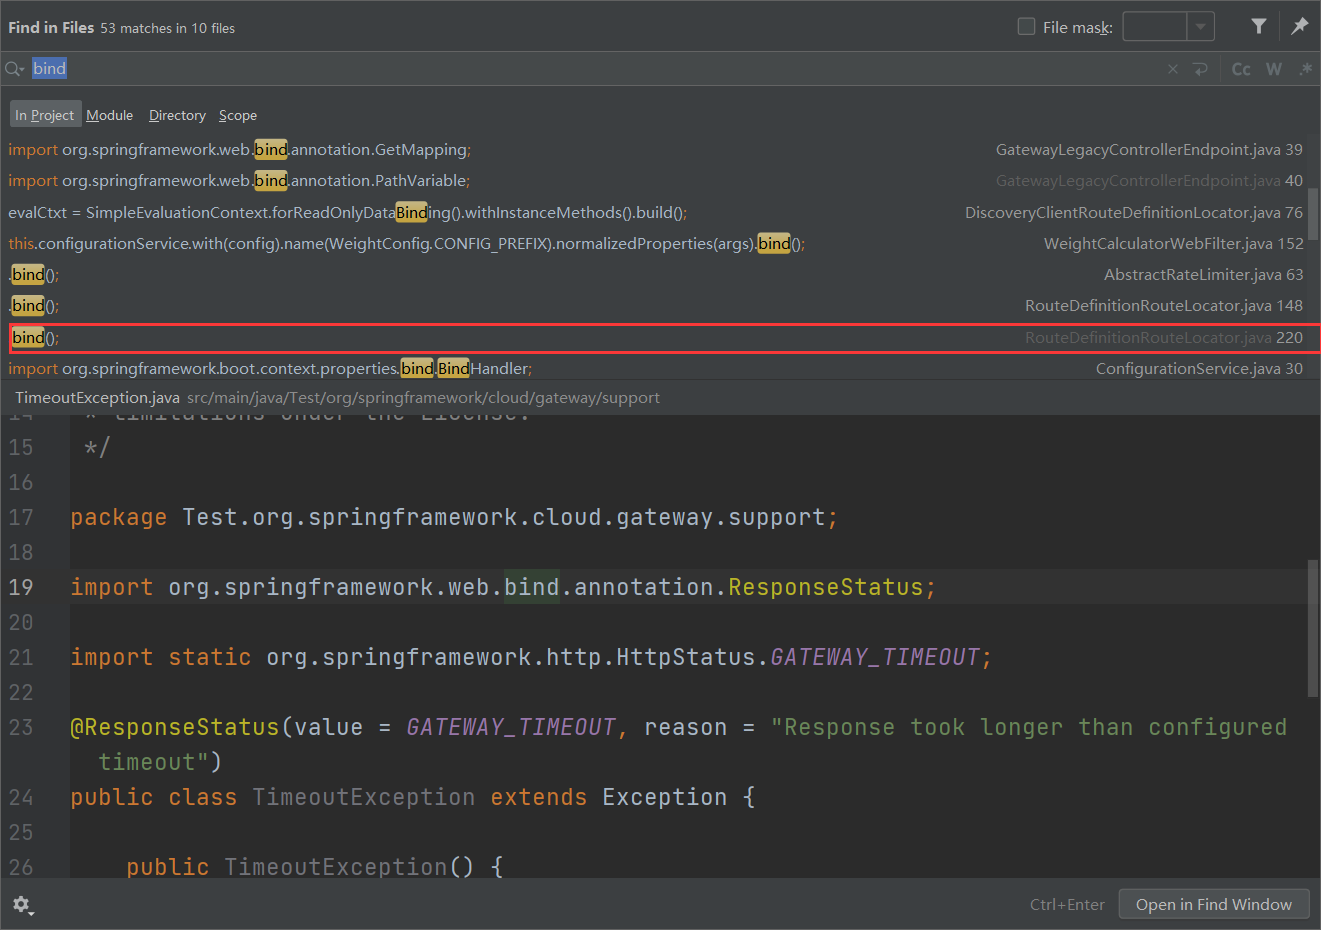 Find in Files 53 matches in 10 files File mask:
bind Cc W .*
In Project Module Directory Scope
import org.springframework.web.bind.annotation.GetMapping; GatewayLegacyControllerEndpoint.java 39
import org.springframework.web.bind.annotation.PathVariable; GatewayLegacyControllerEndpoint.java 40
evalCtxt = SimpleEvaluationContext.forReadOnlyDataBinding().withInstanceMethods().build(); DiscoveryClientRouteDefinitionLocator.java 76
this.configurationService.with(config).name(WeightConfig.CONFIG_PREFIX).normalizedProperties(args).bind(); WeightCalculatorWebFilter.java 152
.bind(); AbstractRateLimiter.java 63
.bind(); RouteDefinitionRouteLocator.java 148
bind(); RouteDefinitionRouteLocator.java 220
import org.springframework.boot.context.properties.bind.BindHandler; ConfigurationService.java 30
TimeoutException.java src/main/java/Test/org/springframework/cloud/gateway/support
14 * limitations under the License.
15 */
16
17 package Test.org.springframework.cloud.gateway.support;
18
19 import org.springframework.web.bind.annotation.ResponseStatus;
20
21 import static org.springframework.http.HttpStatus.GATEWAY_TIMEOUT;
22
23 @ResponseStatus(value = GATEWAY_TIMEOUT, reason = "Response took longer than configured
timeout")
24 public class TimeoutException extends Exception {
25
26 public TimeoutException() {
Ctrl+Enter Open in Find Window